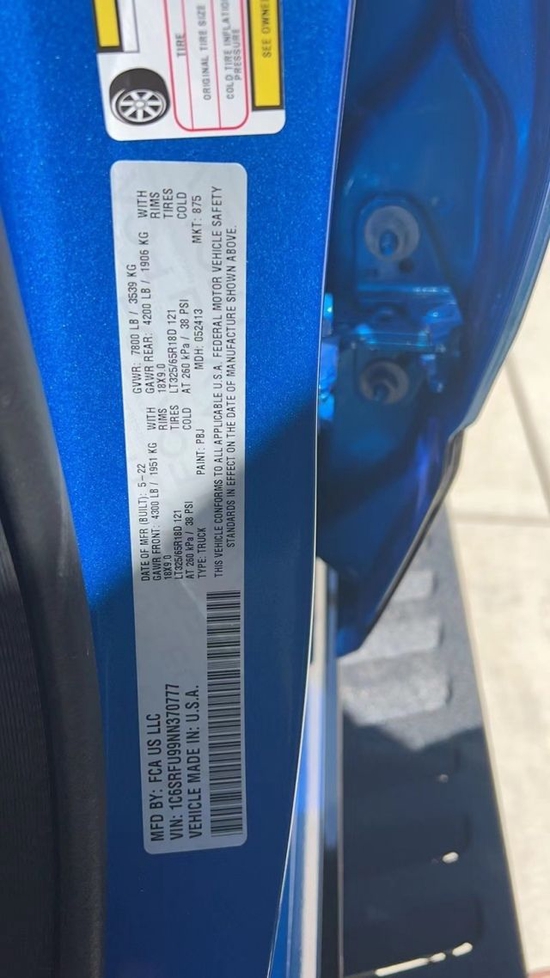 MFD BY: FCA US LLC
VIN: 1C6SRFU99NN370777
VEHICLE MADE IN: U.S.A.
DATE OF MFR (BUILT): 5-22 GVWR: 7800 LB / 3539 KG
GAWR FRONT: 4300 LB / 1951 KG WITH GAWR REAR: 4200 LB / 1906 KG WITH
18X9.0 RIMS 18X9.0 RIMS
LT325/65R18D 121 TIRES LT325/65R18D 121 TIRES
AT 260 kPa / 38 PSI COLD AT 260 kPa / 38 PSI COLD
TYPE: TRUCK PAINT: PBJ MDH: 052413 MKT: 875
THIS VEHICLE CONFORMS TO ALL APPLICABLE U.S.A. FEDERAL MOTOR VEHICLE SAFETY
STANDARDS IN EFFECT ON THE DATE OF MANUFACTURE SHOWN ABOVE.
TIRE
ORIGINAL TIRE SIZE
COLD TIRE INFLATIO
PRESSURE
SEE OWNE